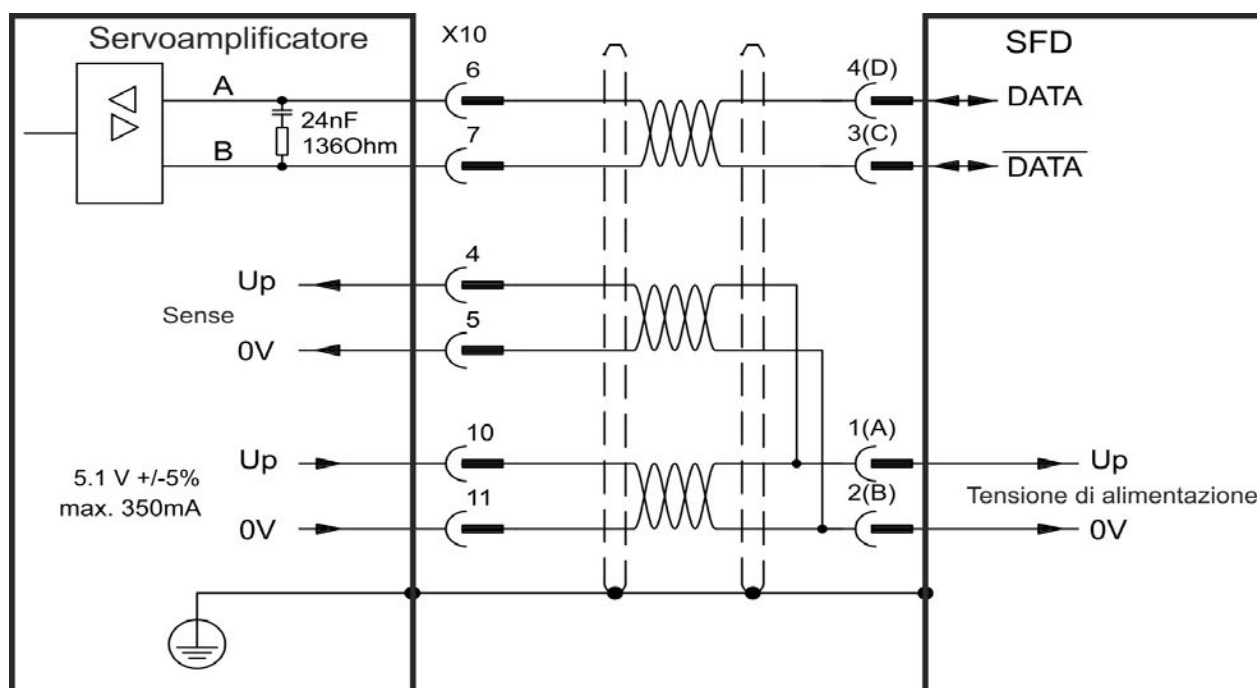 Servoamplificatore
X10
SFD
A
B
24nF
136Ohm
6
7
4(D)
3(C)
DATA
DATA
Up
Sense
0V
4
5
5.1 V +/-5%
max. 350mA
Up
0V
10
11
1(A)
2(B)
Up
Tensione di alimentazione
0V